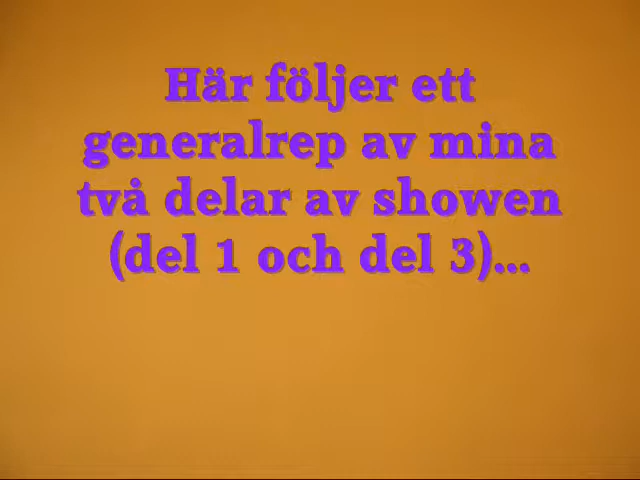 Här följer ett
generalrep av mina
två delar av showen
(del 1 och del 3)...